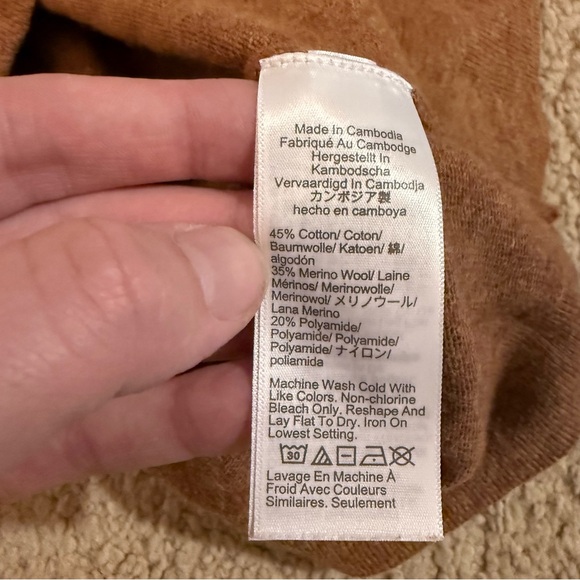 Made In Cambodia
Fabriqué Au Cambodge
Hergestellt In
Kambodscha
Vervaardigd In Cambodja
カンボジア製
hecho en camboya
45% Cotton/ Coton/
Baumwolle/ Katoen/ 綿/
algodón
35% Merino Wool/ Laine
Mérinos/ Merinowolle/
Merinowol/ メリノウール/
Lana Merino
20% Polyamide/
Polyamide/ Polyamide/
Polyamide/ ナイロン/
poliamida
Machine Wash Cold With
Like Colors. Non-chlorine
Bleach Only. Reshape And
Lay Flat To Dry. Iron On
Lowest Setting.
30
Lavage En Machine À
Froid Avec Couleurs
Similaires. Seulement